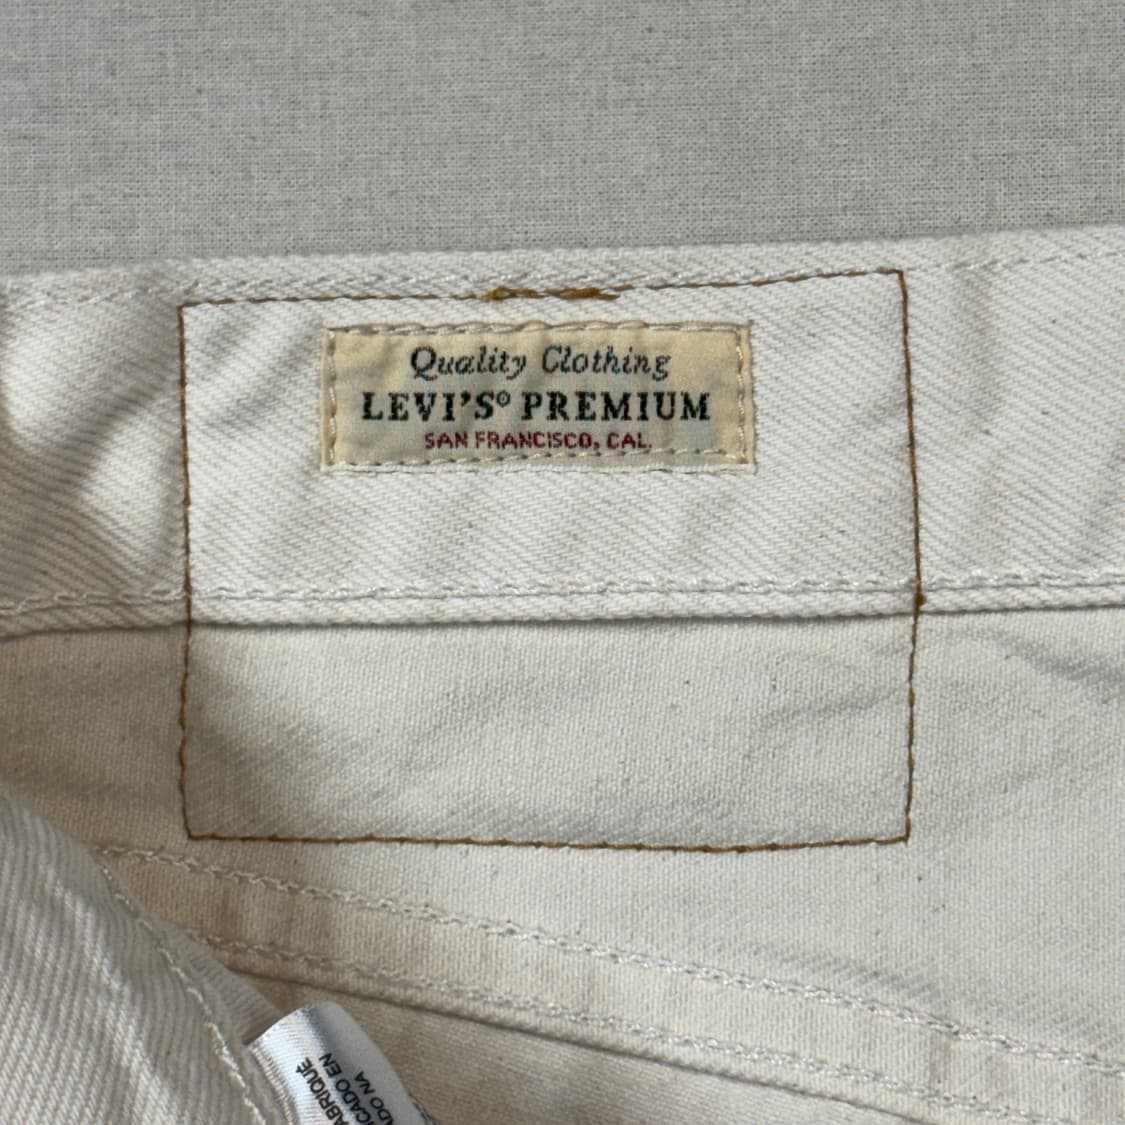 Quality Clothing
LEVI'S® PREMIUM
SAN FRANCISCO, CAL.